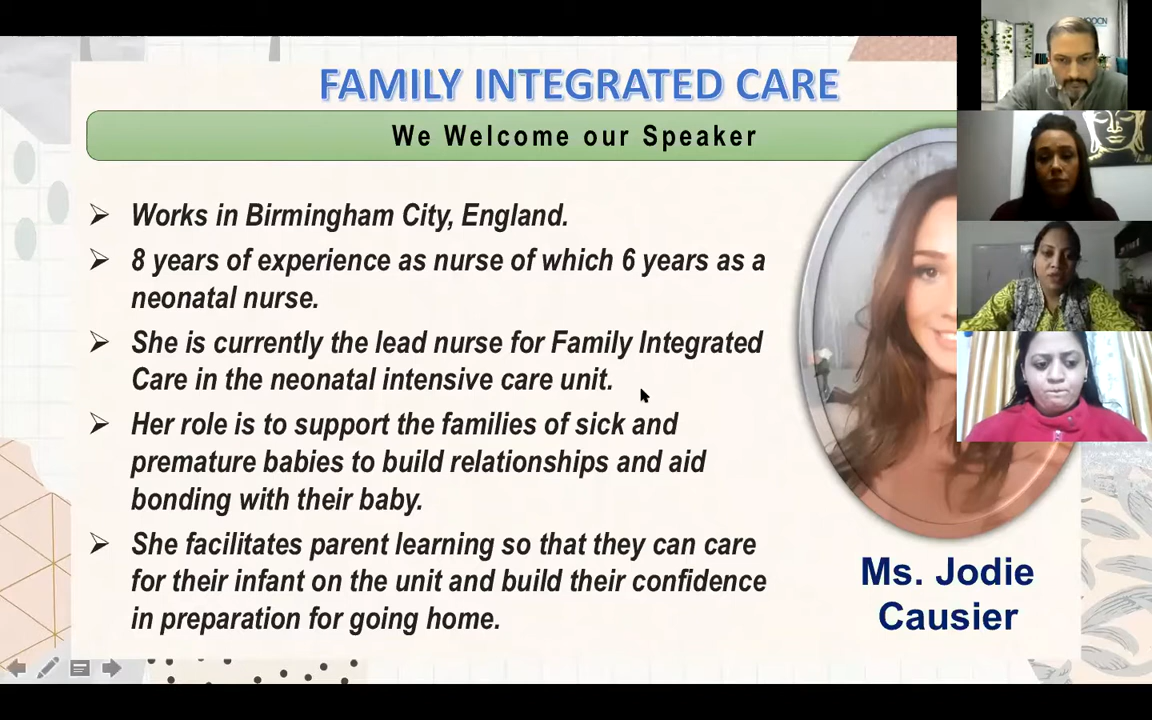 FAMILY INTEGRATED CARE
We Welcome our Speaker
Works in Birmingham City, England.
8 years of experience as nurse of which 6 years as a
neonatal nurse.
She is currently the lead nurse for Family Integrated
Care in the neonatal intensive care unit.
Her role is to support the families of sick and
premature babies to build relationships and aid
bonding with their baby.
She facilitates parent learning so that they can care
for their infant on the unit and build their confidence
in preparation for going home.
Ms. Jodie
Causier